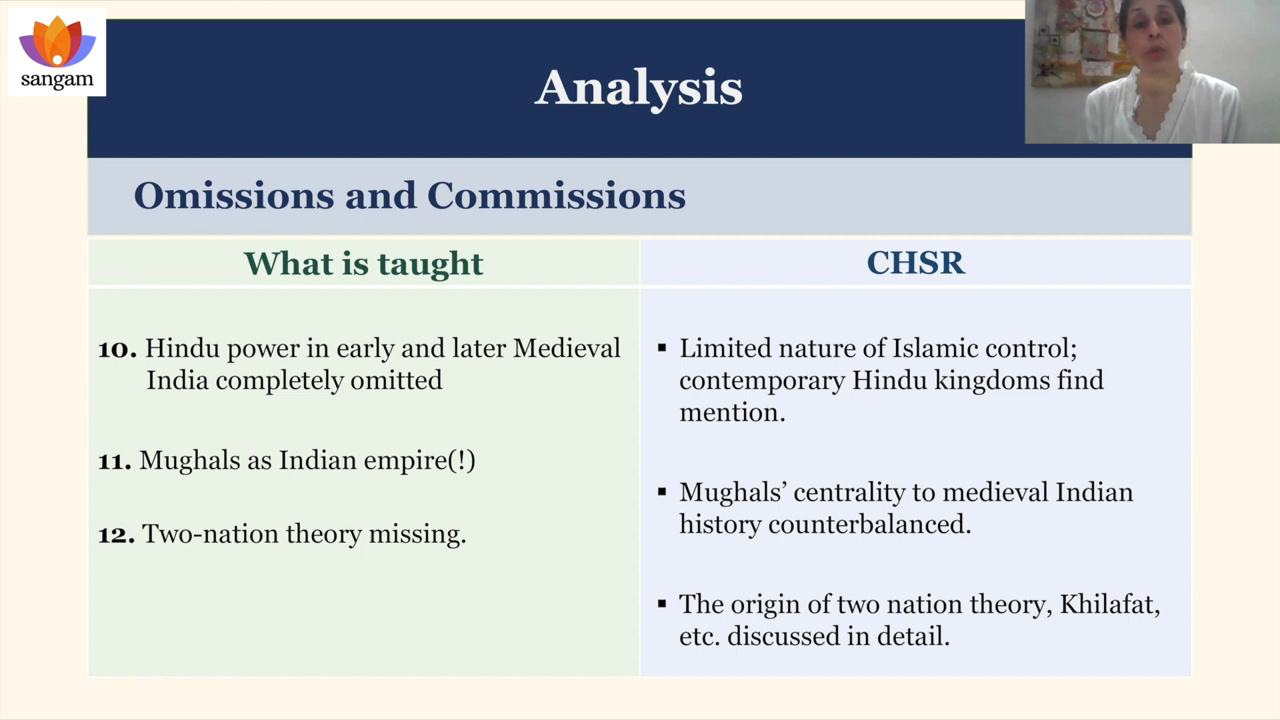 sangam
Analysis
Omissions and Commissions
What is taught
CHSR
10. Hindu power in early and later Medieval
India completely omitted
11. Mughals as Indian empire(!)
12. Two-nation theory missing.
▪ Limited nature of Islamic control;
contemporary Hindu kingdoms find
mention.
▪ Mughals’ centrality to medieval Indian
history counterbalanced.
▪ The origin of two nation theory, Khilafat,
etc. discussed in detail.